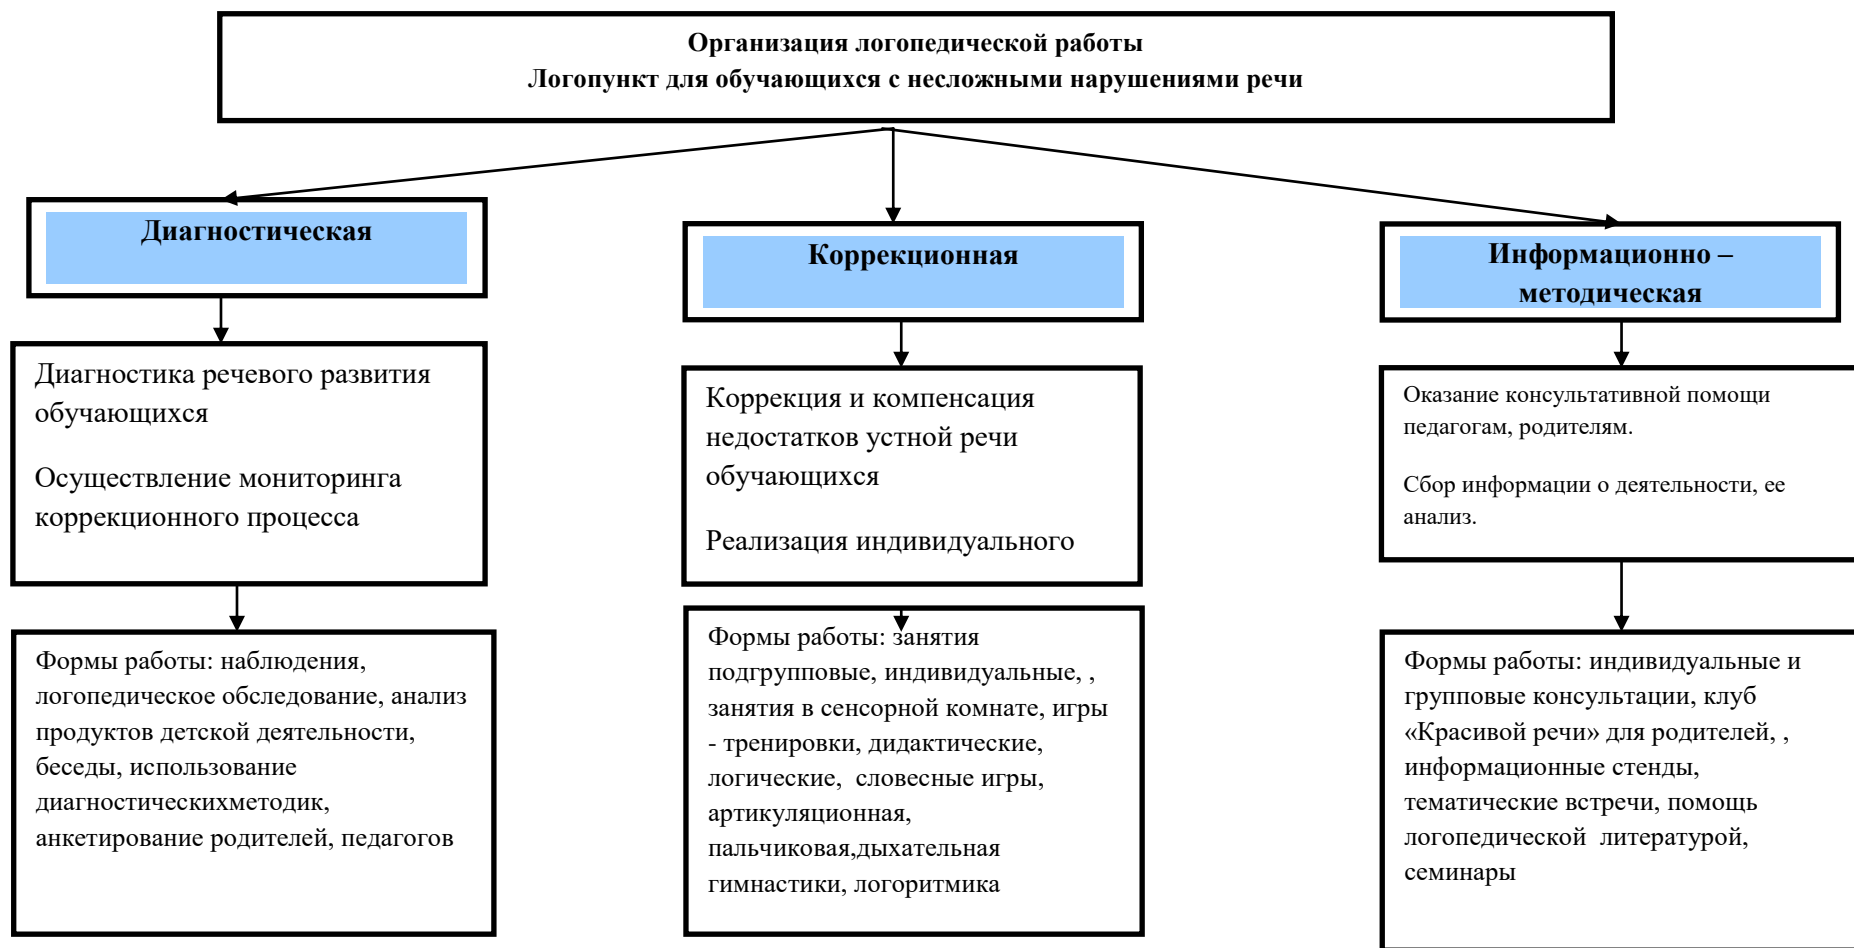 Организация логопедической работы
Логопункт для обучающихся с несложными нарушениями речи
Диагностическая
Коррекционная
Информационно –
методическая
Диагностика речевого развития
обучающихся
Осуществление мониторинга
коррекционного процесса
Коррекция и компенсация
недостатков устной речи
обучающихся
Реализация индивидуального
Оказание консультативной помощи
педагогам, родителям.
Сбор информации о деятельности, ее
анализ.
Формы работы: наблюдения,
логопедическое обследование, анализ
продуктов детской деятельности,
беседы, использование
диагностическихметодик,
анкетирование родителей, педагогов
Формы работы: занятия
подгрупповые, индивидуальные, ,
занятия в сенсорной комнате, игры
- тренировки, дидактические,
логические,  словесные игры,
артикуляционная,
пальчиковая,дыхательная
гимнастики, логоритмика
Формы работы: индивидуальные и
групповые консультации, клуб
«Красивой речи» для родителей, ,
информационные стенды,
тематические встречи, помощь
логопедической  литературой,
семинары